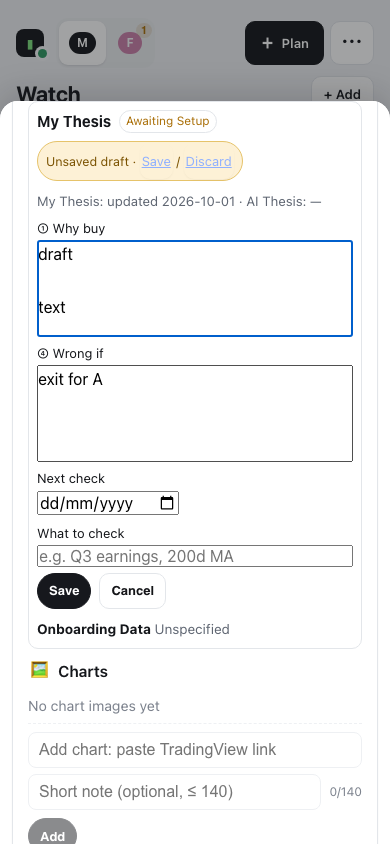 M
F
1
+ Plan
...
Watch
+ Add
My Thesis Awaiting Setup
Unsaved draft · Save / Discard
My Thesis: updated 2026-10-01 · AI Thesis: —
① Why buy
draft
text
④ Wrong if
exit for A
Next check
dd/mm/yyyy
What to check
e.g. Q3 earnings, 200d MA
Save Cancel
Onboarding Data Unspecified
Charts
No chart images yet
Add chart: paste TradingView link
Short note (optional, ≤ 140) 0/140
Add